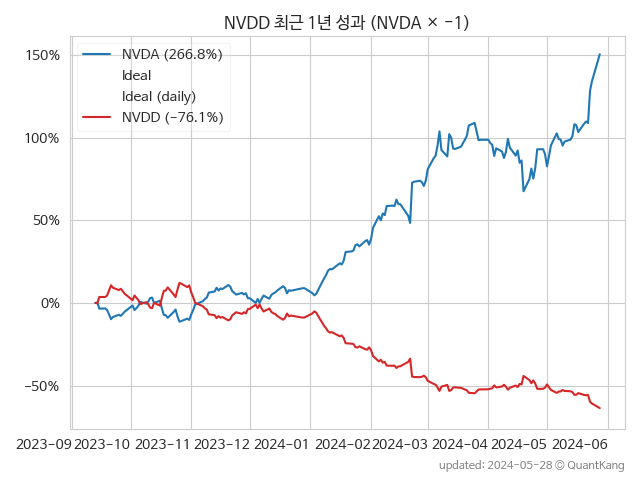 NVDD 최근 1년 성과 (NVDA × −1)
150%
100%
50%
0%
−50%
NVDA (266.8%)
Ideal
Ideal (daily)
NVDD (−76.1%)
2023−09 2023−10 2023−11 2023−12 2024−01 2024−02 2024−03 2024−04 2024−05 2024−06
updated: 2024−05−28 © QuantKang